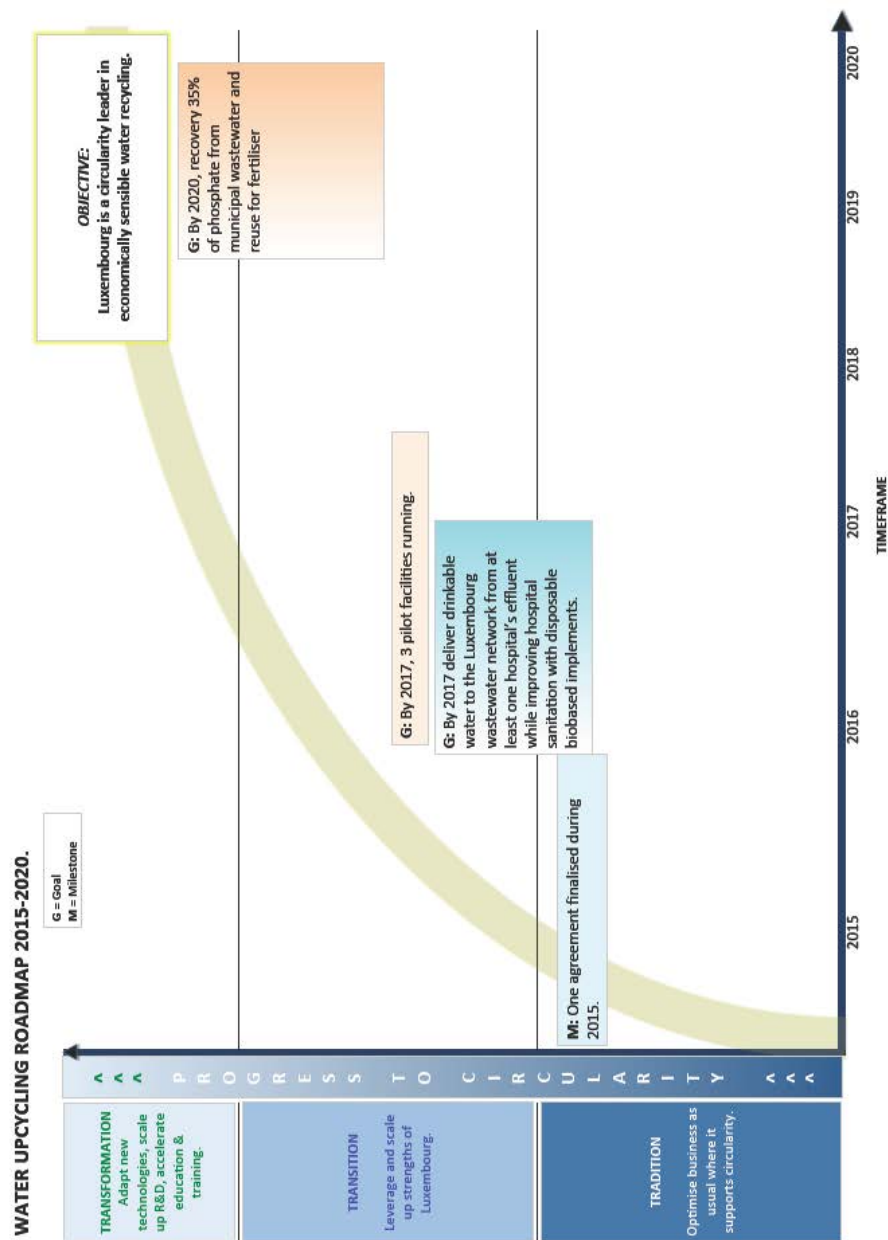 WATER UPCYCLING ROADMAP 2015-2020.
G = Goal
M = Milestone
OBJECTIVE:
Luxembourg is a circularity leader in
economically sensible water recycling.
TRANSFORMATION
Adapt new
technologies, scale
up R&D, accelerate
education &
training.
TRANSITION
Leverage and scale
up strengths of
Luxembourg.
TRADITION
Optimise business as
usual where it
supports circularity.
^ ^ ^ P R O G R E S S T O C I R C U L A R I T Y ^ ^ ^
G: By 2020, recovery 35%
of phosphate from
municipal wastewater and
reuse for fertiliser
G: By 2017, 3 pilot facilities running.
G: By 2017 deliver drinkable
water to the Luxembourg
wastewater network from at
least one hospital's effluent
while improving hospital
sanitation with disposable
biobased implements.
M: One agreement finalised during
2015.
2015 2016 2017 2018 2019 2020
TIMEFRAME